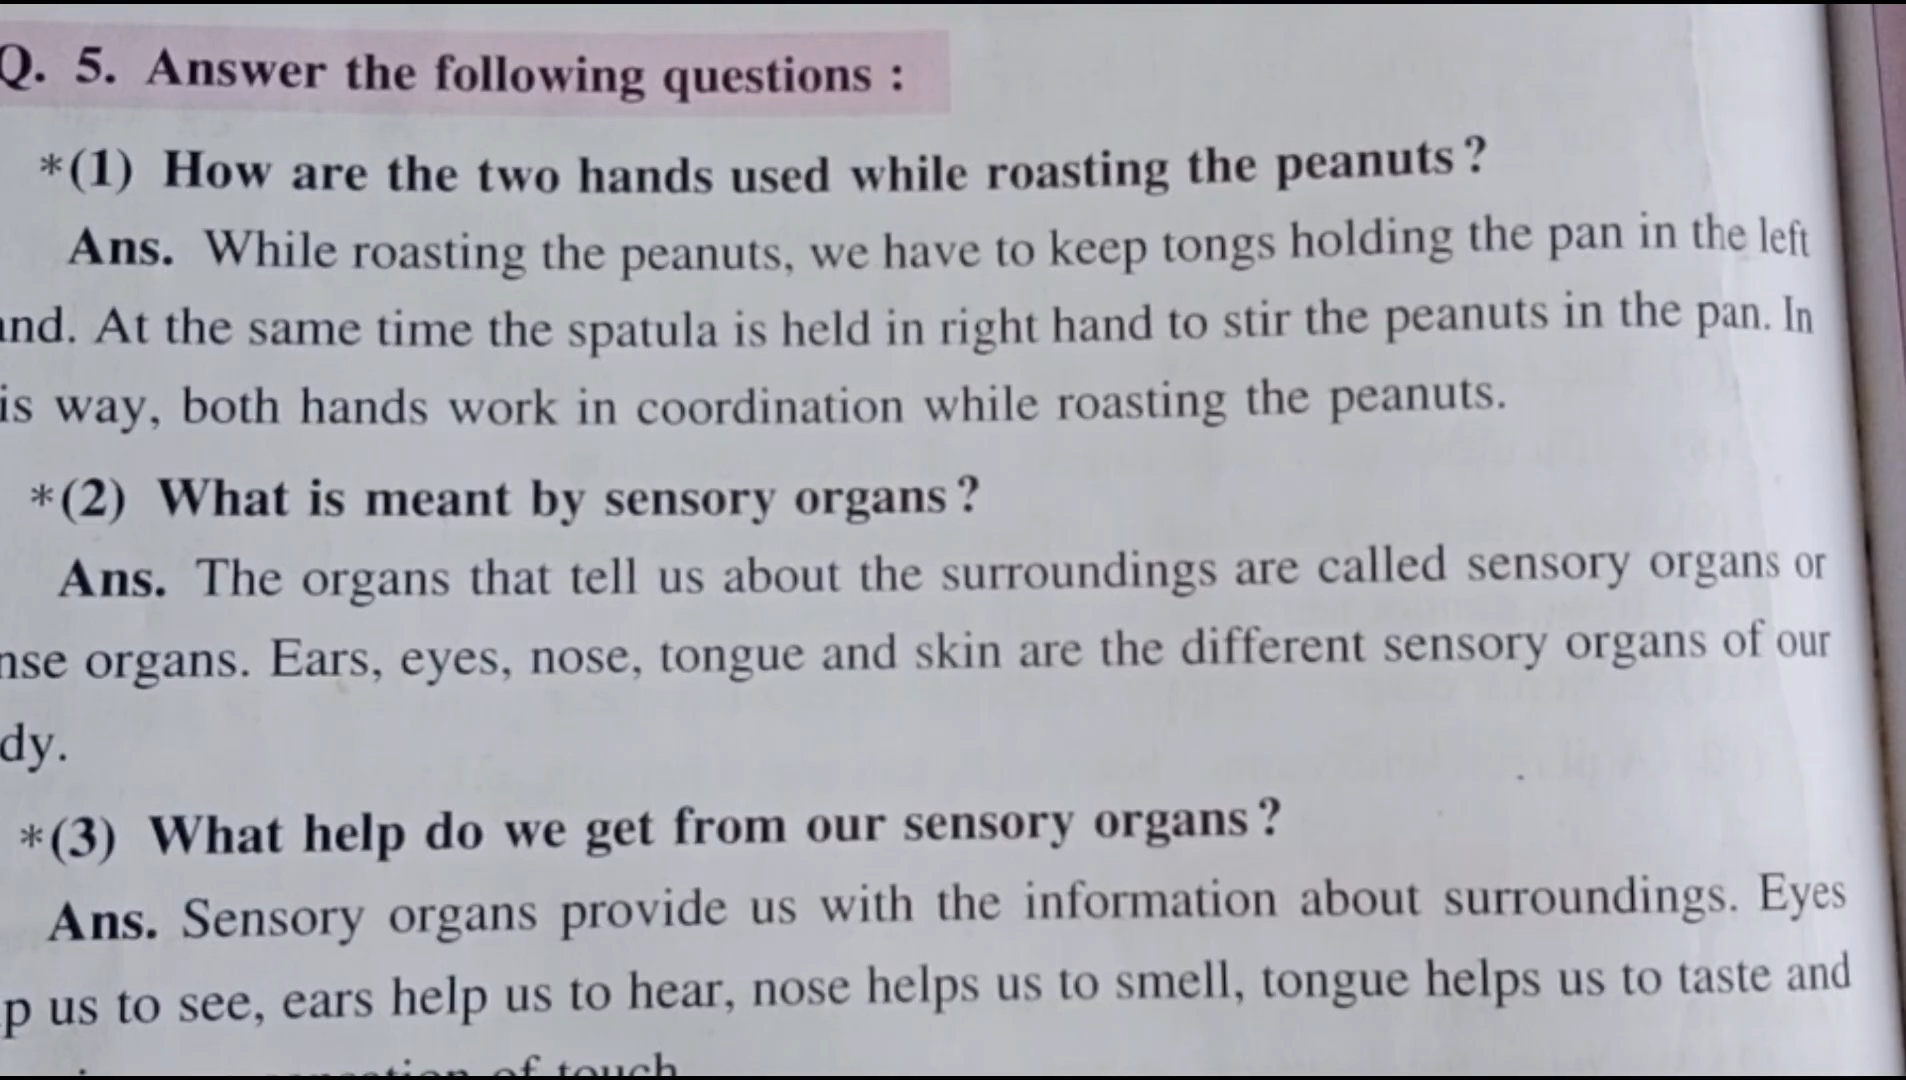 Q. 5. Answer the following questions :
*(1) How are the two hands used while roasting the peanuts?
Ans. While roasting the peanuts, we have to keep tongs holding the pan in the left
and. At the same time the spatula is held in right hand to stir the peanuts in the pan. In
is way, both hands work in coordination while roasting the peanuts.
*(2) What is meant by sensory organs?
Ans. The organs that tell us about the surroundings are called sensory organs or
nse organs. Ears, eyes, nose, tongue and skin are the different sensory organs of our
dy.
*(3) What help do we get from our sensory organs?
Ans. Sensory organs provide us with the information about surroundings. Eyes
p us to see, ears help us to hear, nose helps us to smell, tongue helps us to taste and
of touch